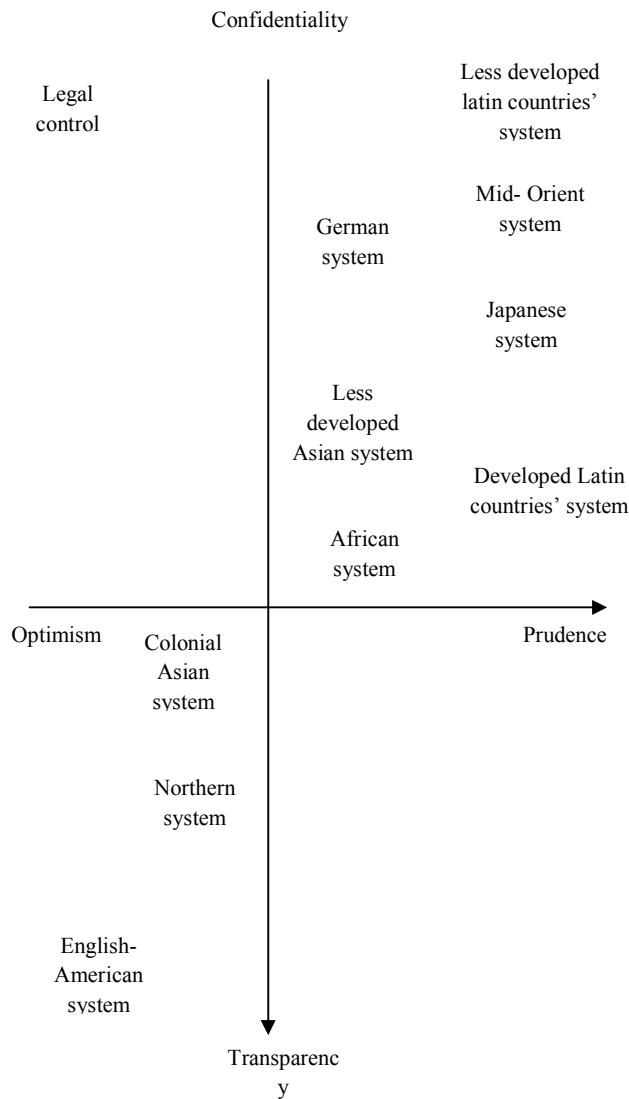 Confidentiality
Legal
control
Less developed
latin countries’
system
Mid- Orient
system
German
system
Japanese
system
Less
developed
Asian system
Developed Latin
countries’ system
African
system
Optimism
Prudence
Colonial
Asian
system
Northern
system
English-
American
system
Transparenc
y